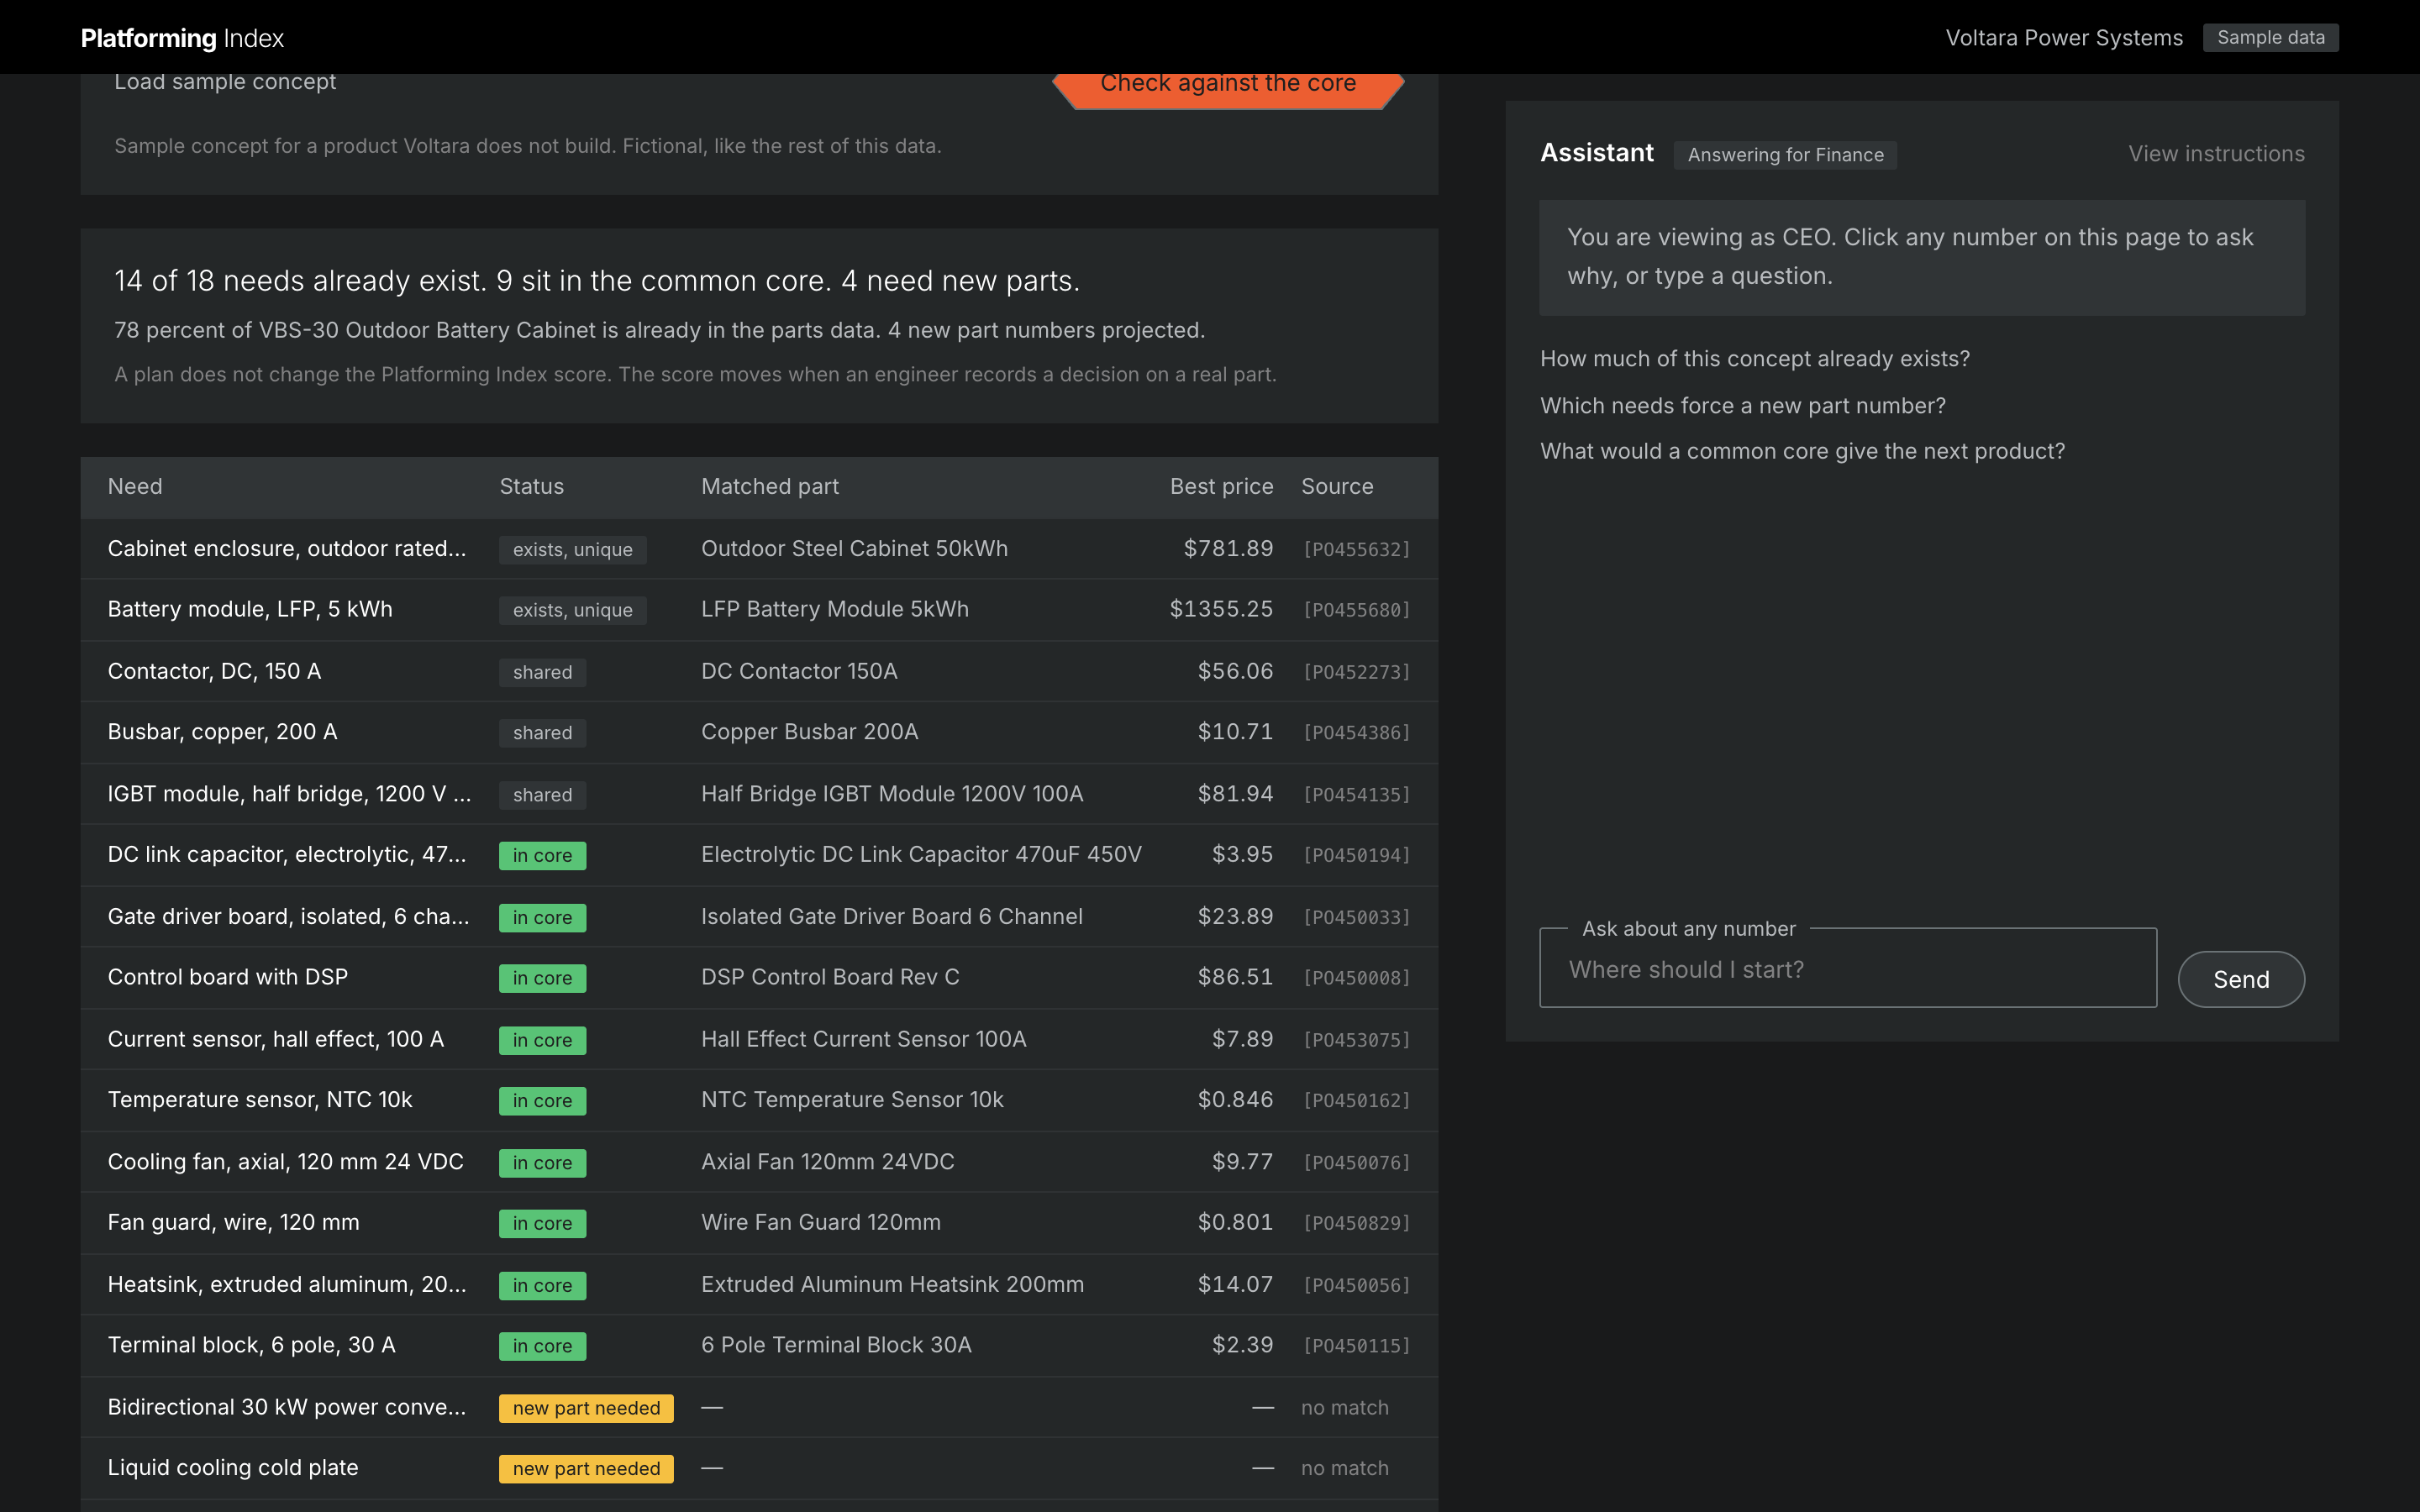 Platforming Index
Voltara Power Systems Sample data
Load sample concept
Check against the core
Sample concept for a product Voltara does not build. Fictional, like the rest of this data.
14 of 18 needs already exist. 9 sit in the common core. 4 need new parts.
78 percent of VBS-30 Outdoor Battery Cabinet is already in the parts data. 4 new part numbers projected.
A plan does not change the Platforming Index score. The score moves when an engineer records a decision on a real part.
Need Status Matched part Best price Source
Cabinet enclosure, outdoor rated... exists, unique Outdoor Steel Cabinet 50kWh $781.89 [PO455632]
Battery module, LFP, 5 kWh exists, unique LFP Battery Module 5kWh $1355.25 [PO455680]
Contactor, DC, 150 A shared DC Contactor 150A $56.06 [PO452273]
Busbar, copper, 200 A shared Copper Busbar 200A $10.71 [PO454386]
IGBT module, half bridge, 1200 V ... shared Half Bridge IGBT Module 1200V 100A $81.94 [PO454135]
DC link capacitor, electrolytic, 47... in core Electrolytic DC Link Capacitor 470uF 450V $3.95 [PO450194]
Gate driver board, isolated, 6 cha... in core Isolated Gate Driver Board 6 Channel $23.89 [PO450033]
Control board with DSP in core DSP Control Board Rev C $86.51 [PO450008]
Current sensor, hall effect, 100 A in core Hall Effect Current Sensor 100A $7.89 [PO453075]
Temperature sensor, NTC 10k in core NTC Temperature Sensor 10k $0.846 [PO450162]
Cooling fan, axial, 120 mm 24 VDC in core Axial Fan 120mm 24VDC $9.77 [PO450076]
Fan guard, wire, 120 mm in core Wire Fan Guard 120mm $0.801 [PO450829]
Heatsink, extruded aluminum, 20... in core Extruded Aluminum Heatsink 200mm $14.07 [PO450056]
Terminal block, 6 pole, 30 A in core 6 Pole Terminal Block 30A $2.39 [PO450115]
Bidirectional 30 kW power conve... new part needed — — no match
Liquid cooling cold plate new part needed — — no match
Assistant Answering for Finance View instructions
You are viewing as CEO. Click any number on this page to ask
why, or type a question.
How much of this concept already exists?
Which needs force a new part number?
What would a common core give the next product?
Ask about any number
Where should I start?
Send